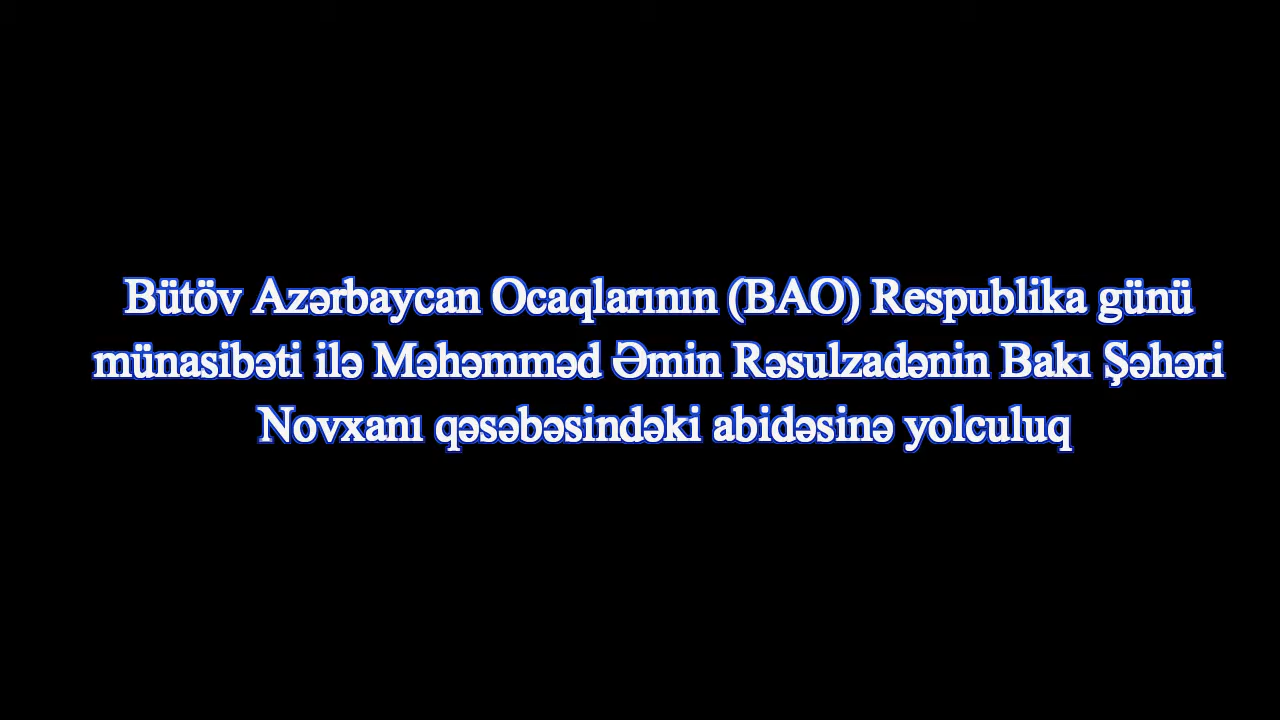 Bütöv Azərbaycan Ocaqlarının (BAO) Respublika günü
münasibəti ilə Məhəmməd Əmin Rəsulzadənin Bakı Şəhəri
Novxanı qəsəbəsindəki abidəsinə yolculuq